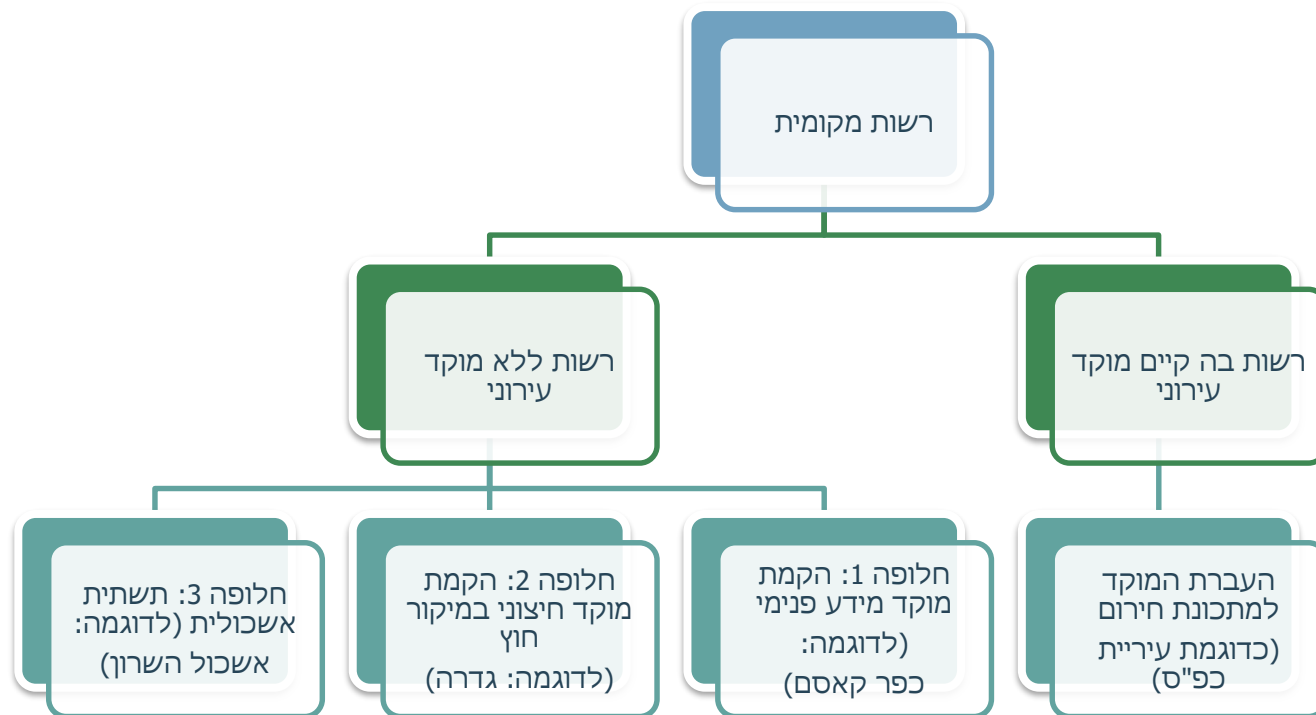 רשות מקומית
רשות בה קיים מוקד
עירוני
רשות ללא מוקד
עירוני
העברת המוקד
למתכונת חירום
(כדוגמת עיריית
כפ"ס)
חלופה 1: הקמת
מוקד מידע פנימי
(לדוגמה:
כפר קאסם)
חלופה 2: הקמת
מוקד חיצוני במיקור
חוץ
(לדוגמה: גדרה)
חלופה 3: תשתית
אשכולית (לדוגמה:
אשכול השרון)